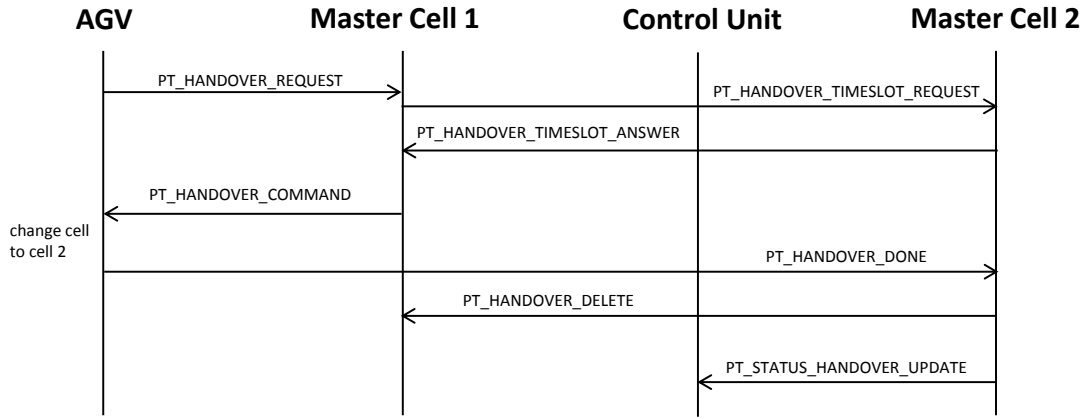 AGV
Master Cell 1
Control Unit
Master Cell 2
PT_HANDOVER_REQUEST
PT_HANDOVER_TIMESLOT_REQUEST
PT_HANDOVER_TIMESLOT_ANSWER
PT_HANDOVER_COMMAND
change cell
to cell 2
PT_HANDOVER_DONE
PT_HANDOVER_DELETE
PT_STATUS_HANDOVER_UPDATE